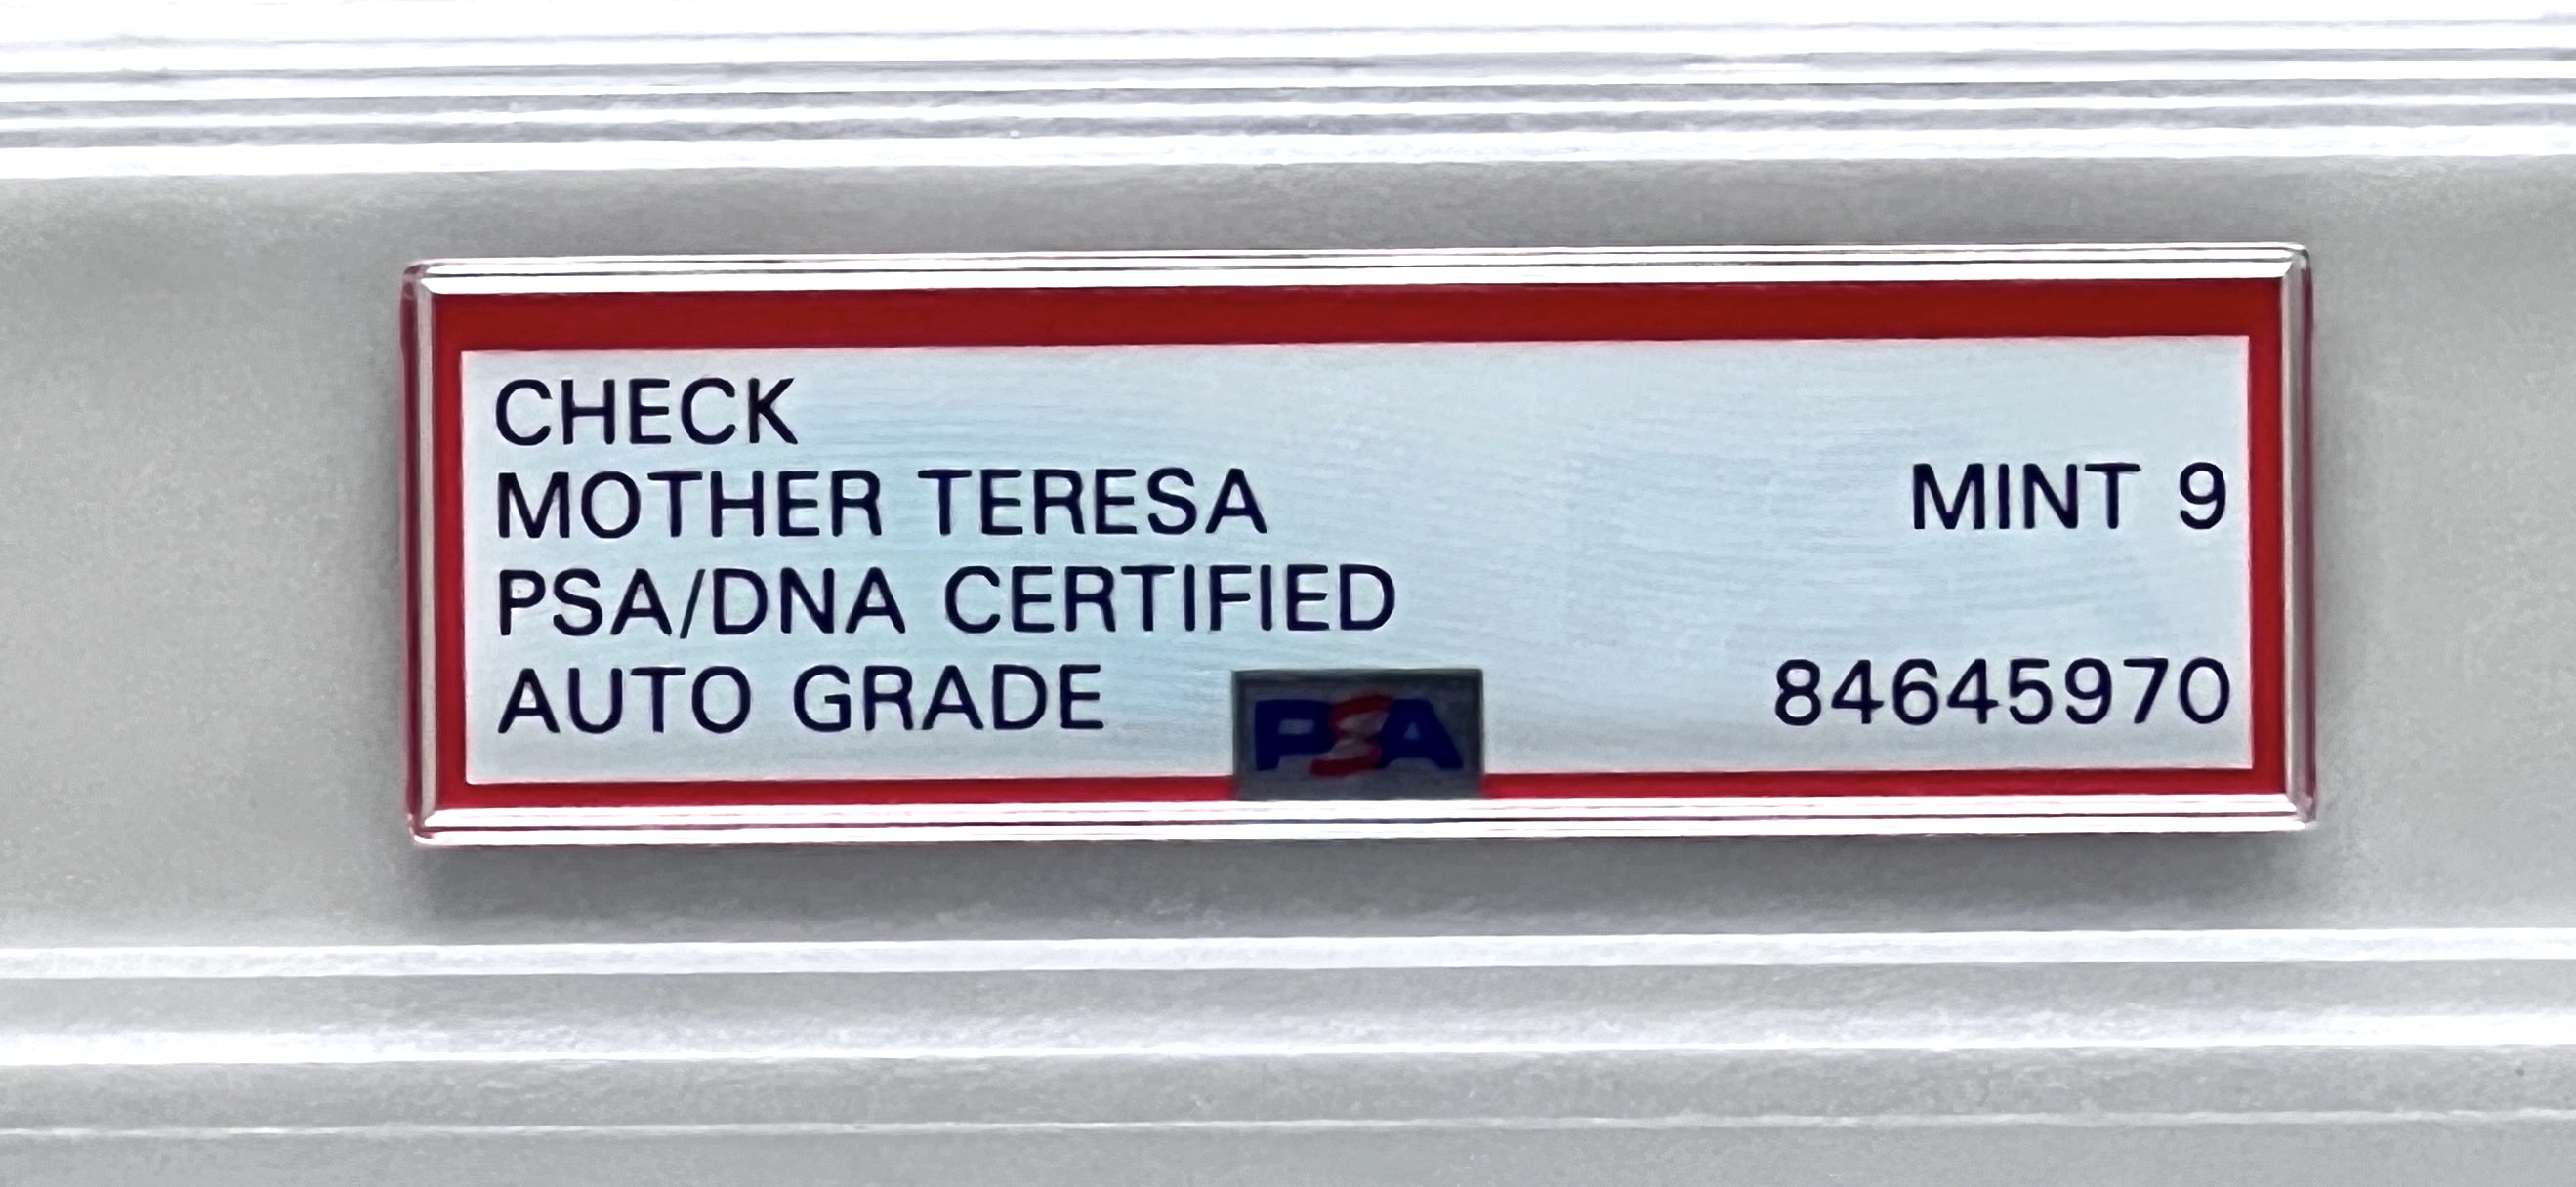 CHECK
MOTHER TERESA MINT 9
PSA/DNA CERTIFIED
AUTO GRADE 84645970
PSA